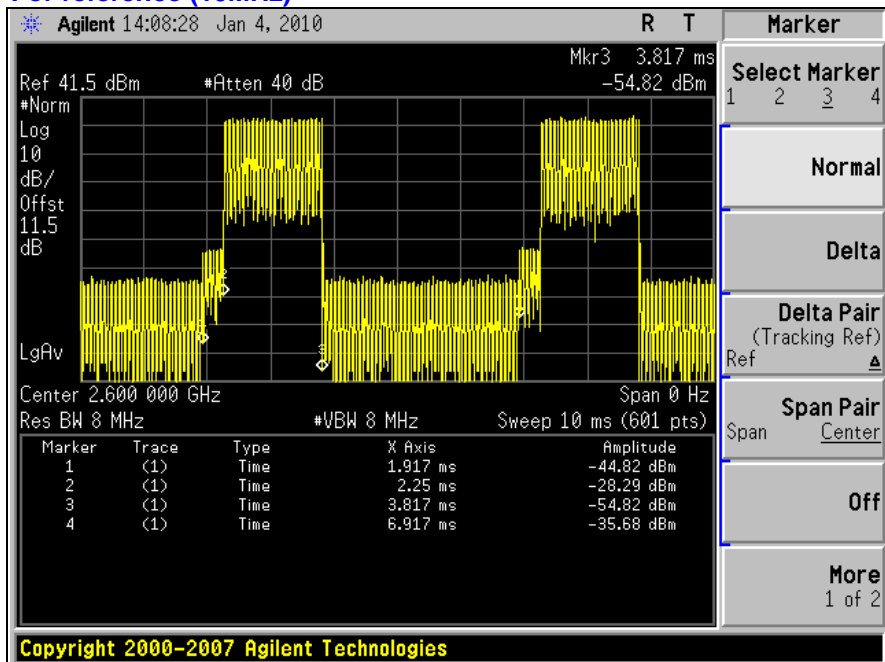 Agilent 14:08:28 Jan 4, 2010 R T
Mkr3 3.817 ms
Ref 41.5 dBm #Atten 40 dB -54.82 dBm
#Norm
Log
10
dB/
Offst
11.5
dB
LgAv
Center 2.600 000 GHz Span 0 Hz
Res BW 8 MHz #VBW 8 MHz Sweep 10 ms (601 pts)
Marker Trace Type X Axis Amplitude
1 (1) Time 1.917 ms -44.82 dBm
2 (1) Time 2.25 ms -28.29 dBm
3 (1) Time 3.817 ms -54.82 dBm
4 (1) Time 6.917 ms -35.68 dBm
Marker
Select Marker
1 2 3 4
Normal
Delta
Delta Pair
(Tracking Ref)
Ref Δ
Span Pair
Span Center
Off
More
1 of 2
Copyright 2000-2007 Agilent Technologies